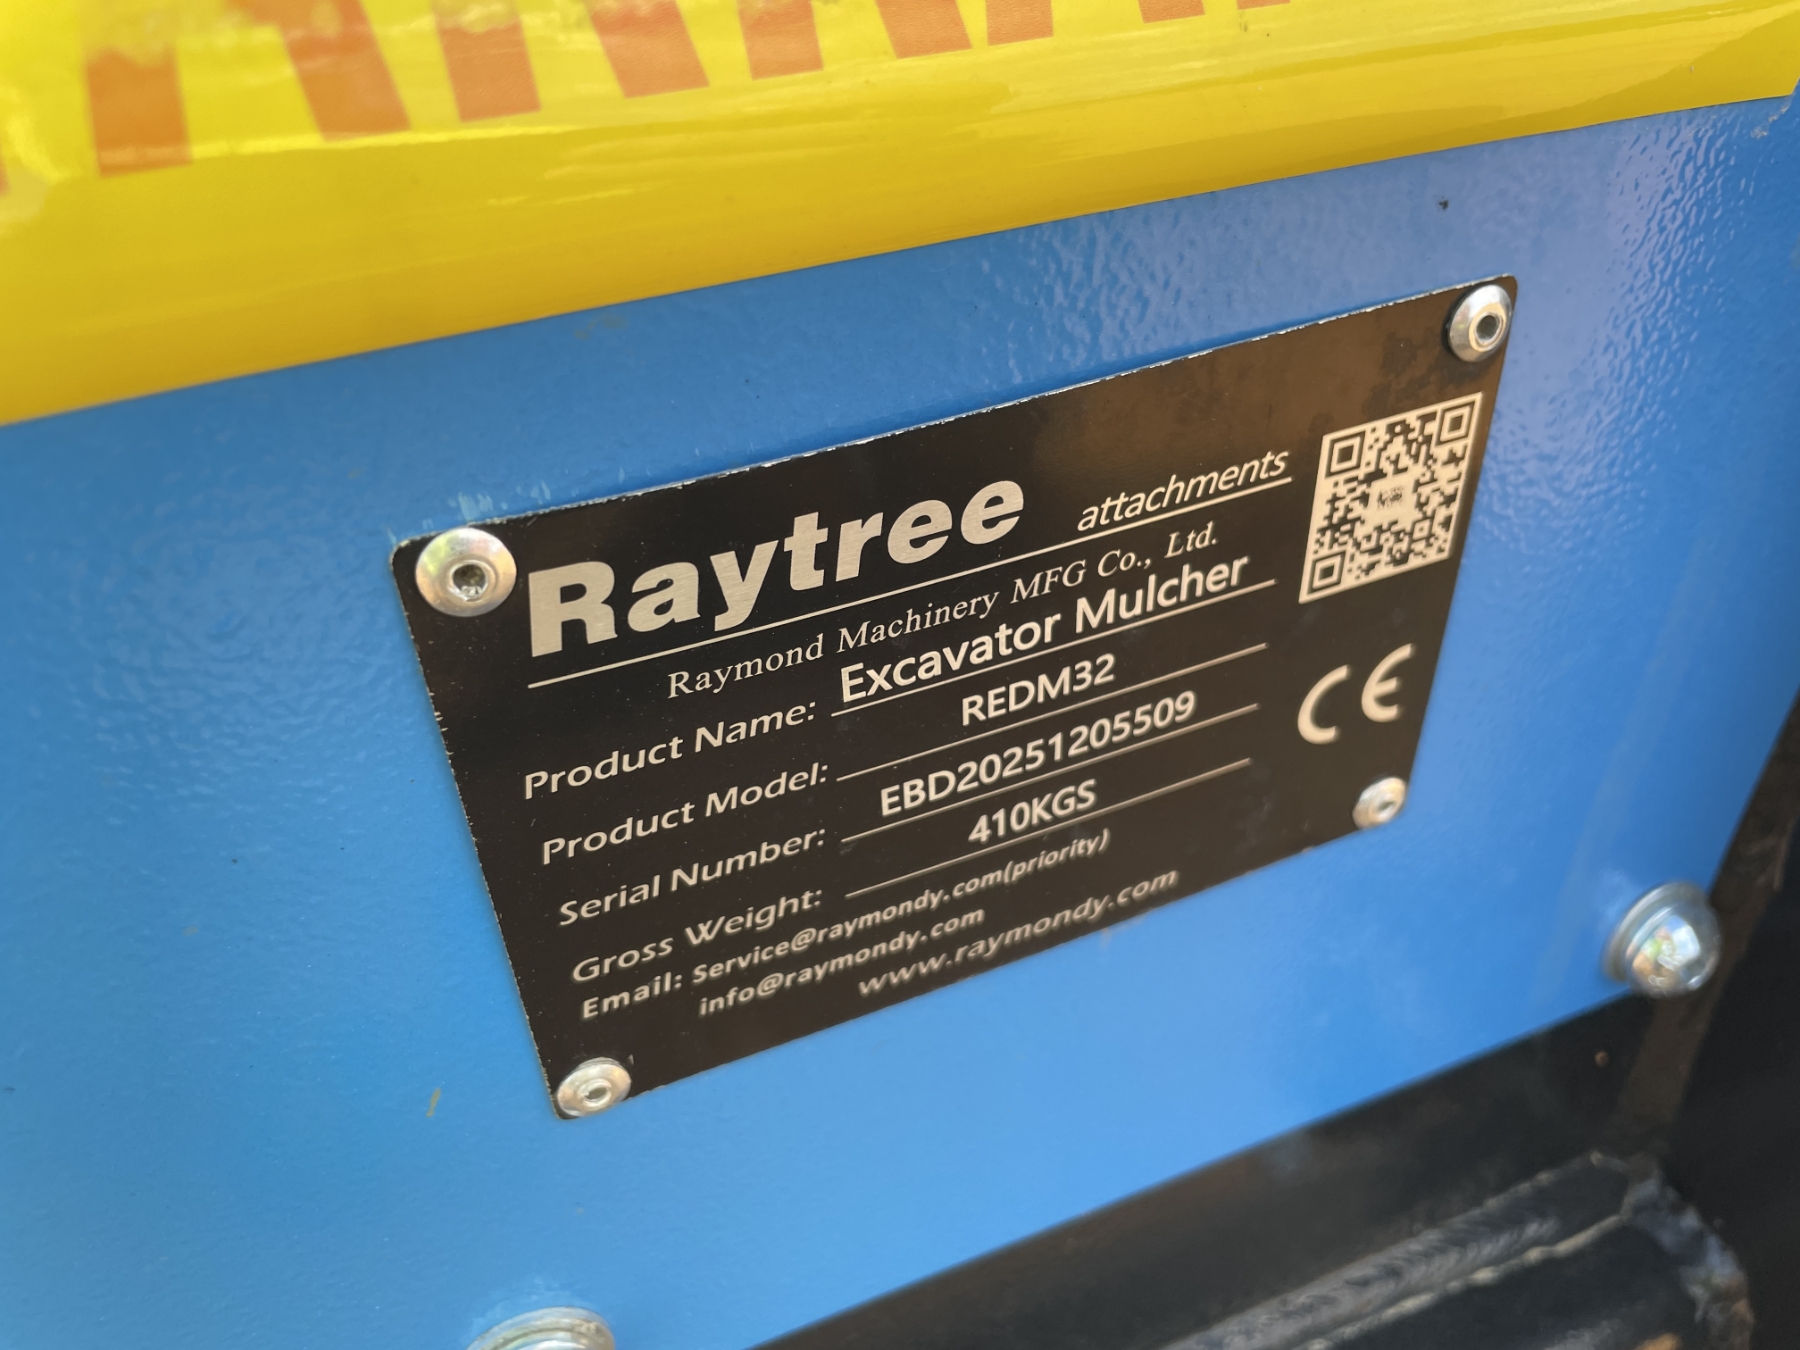 Raytree attachments
Raymond Machinery MFG Co., Ltd.
Product Name: Excavator Mulcher
Product Model: REDM32
Serial Number: EBD20251205509
Gross Weight: 410KGS
Email: Service@raymondy.com(priority)
info@raymondy.com
www.raymondy.com
CE